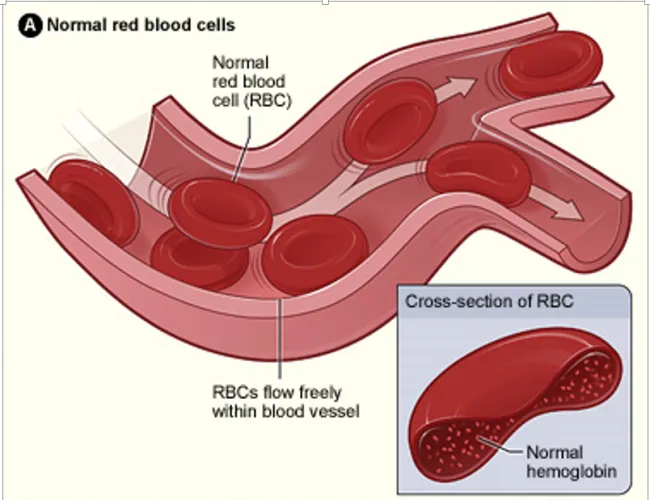 A Normal red blood cells
Normal
red blood
cell (RBC)
RBCs flow freely
within blood vessel
Cross-section of RBC
Normal
hemoglobin